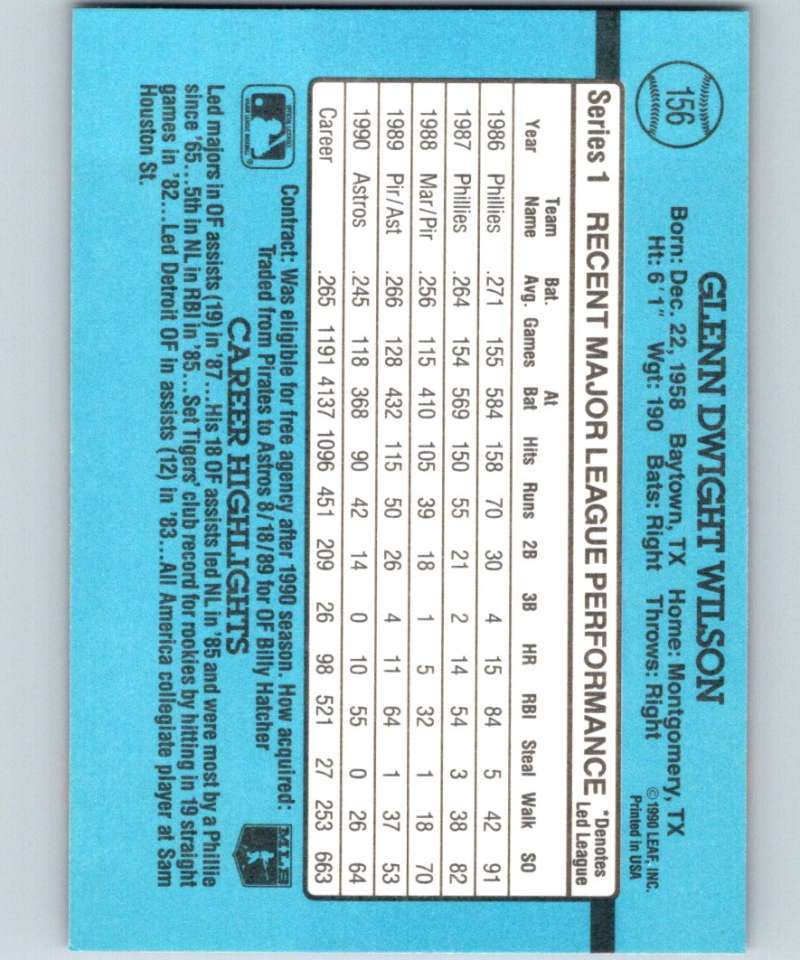 156
GLENN DWIGHT WILSON
Born: Dec. 22, 1958 Baytown, TX Home: Montgomery, TX
Ht: 6'1" Wgt: 190 Bats: Right Throws: Right
©1990 LEAF, INC.
Printed in USA
Series 1 RECENT MAJOR LEAGUE PERFORMANCE *Denotes Led League
Year Team Name Bat. Avg. Games At Bat Hits Runs 2B 3B HR RBI Steal Walk SO
1986 Phillies .271 155 584 158 70 30 4 15 84 5 42 91
1987 Phillies .264 154 569 150 55 21 2 14 54 3 38 82
1988 Mar/Pir .256 115 410 105 39 18 1 5 32 1 18 70
1989 Pir/Ast .266 128 432 115 50 26 4 11 64 1 37 53
1990 Astros .245 118 368 90 42 14 0 10 55 0 26 64
Career .265 1191 4137 1096 451 209 26 98 521 27 253 663
Contract: Was eligible for free agency after 1990 season. How acquired:
Traded from Pirates to Astros 8/18/89 for OF Billy Hatcher
MLB
CAREER HIGHLIGHTS
Led majors in OF assists (19) in '87...His 18 OF assists led NL in '85 and were most by a Phillie
since '65...5th in NL in RBI in '85...Set Tigers' club record for rookies by hitting in 19 straight
games in '82...Led Detroit OF in assists (12) in '83...All America collegiate player at Sam
Houston St.